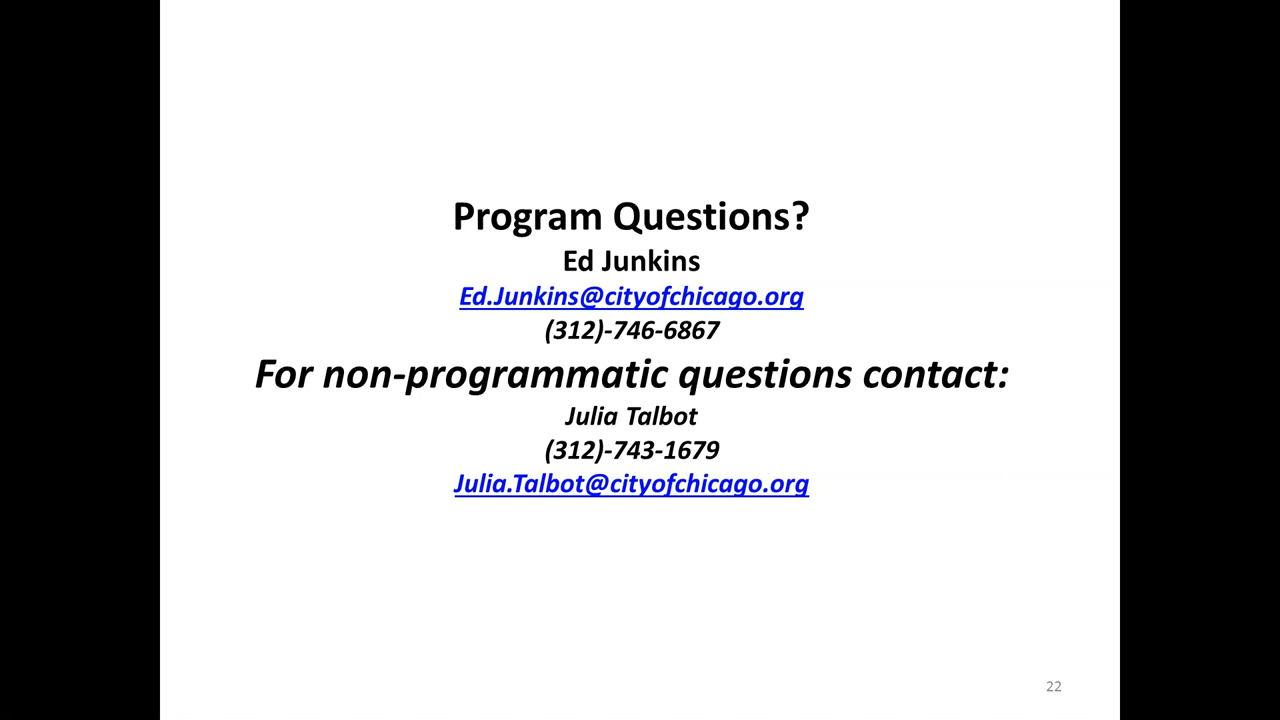 Program Questions?
Ed Junkins
Ed.Junkins@cityofchicago.org
(312)-746-6867
For non-programmatic questions contact:
Julia Talbot
(312)-743-1679
Julia.Talbot@cityofchicago.org
22